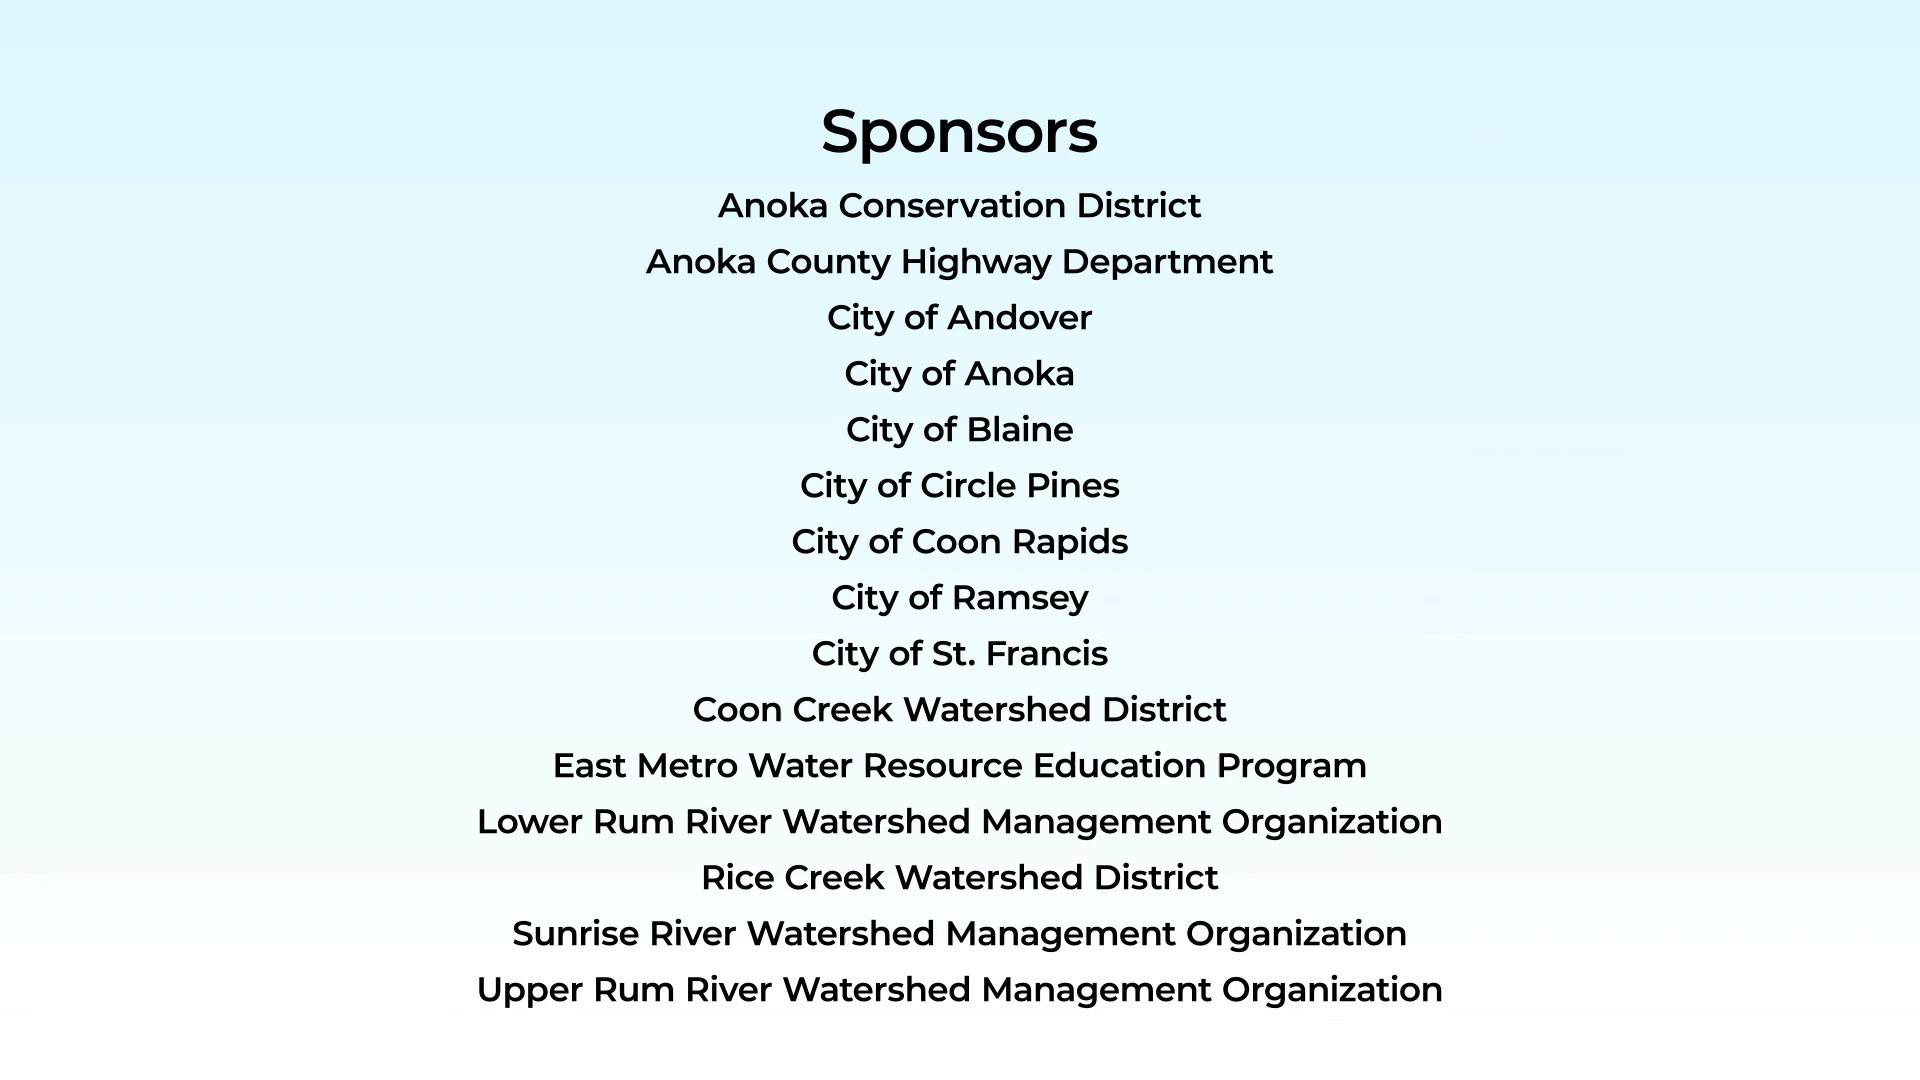 Sponsors
Anoka Conservation District
Anoka County Highway Department
City of Andover
City of Anoka
City of Blaine
City of Circle Pines
City of Coon Rapids
City of Ramsey
City of St. Francis
Coon Creek Watershed District
East Metro Water Resource Education Program
Lower Rum River Watershed Management Organization
Rice Creek Watershed District
Sunrise River Watershed Management Organization
Upper Rum River Watershed Management Organization